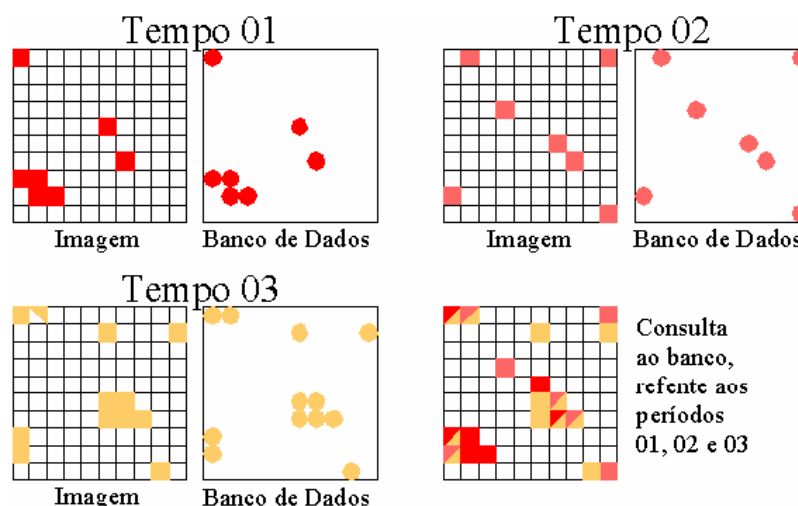 Tempo 01
Tempo 02
Imagem
Banco de Dados
Imagem
Banco de Dados
Tempo 03
Consulta
ao banco,
refente aos
períodos
01, 02 e 03
Imagem
Banco de Dados